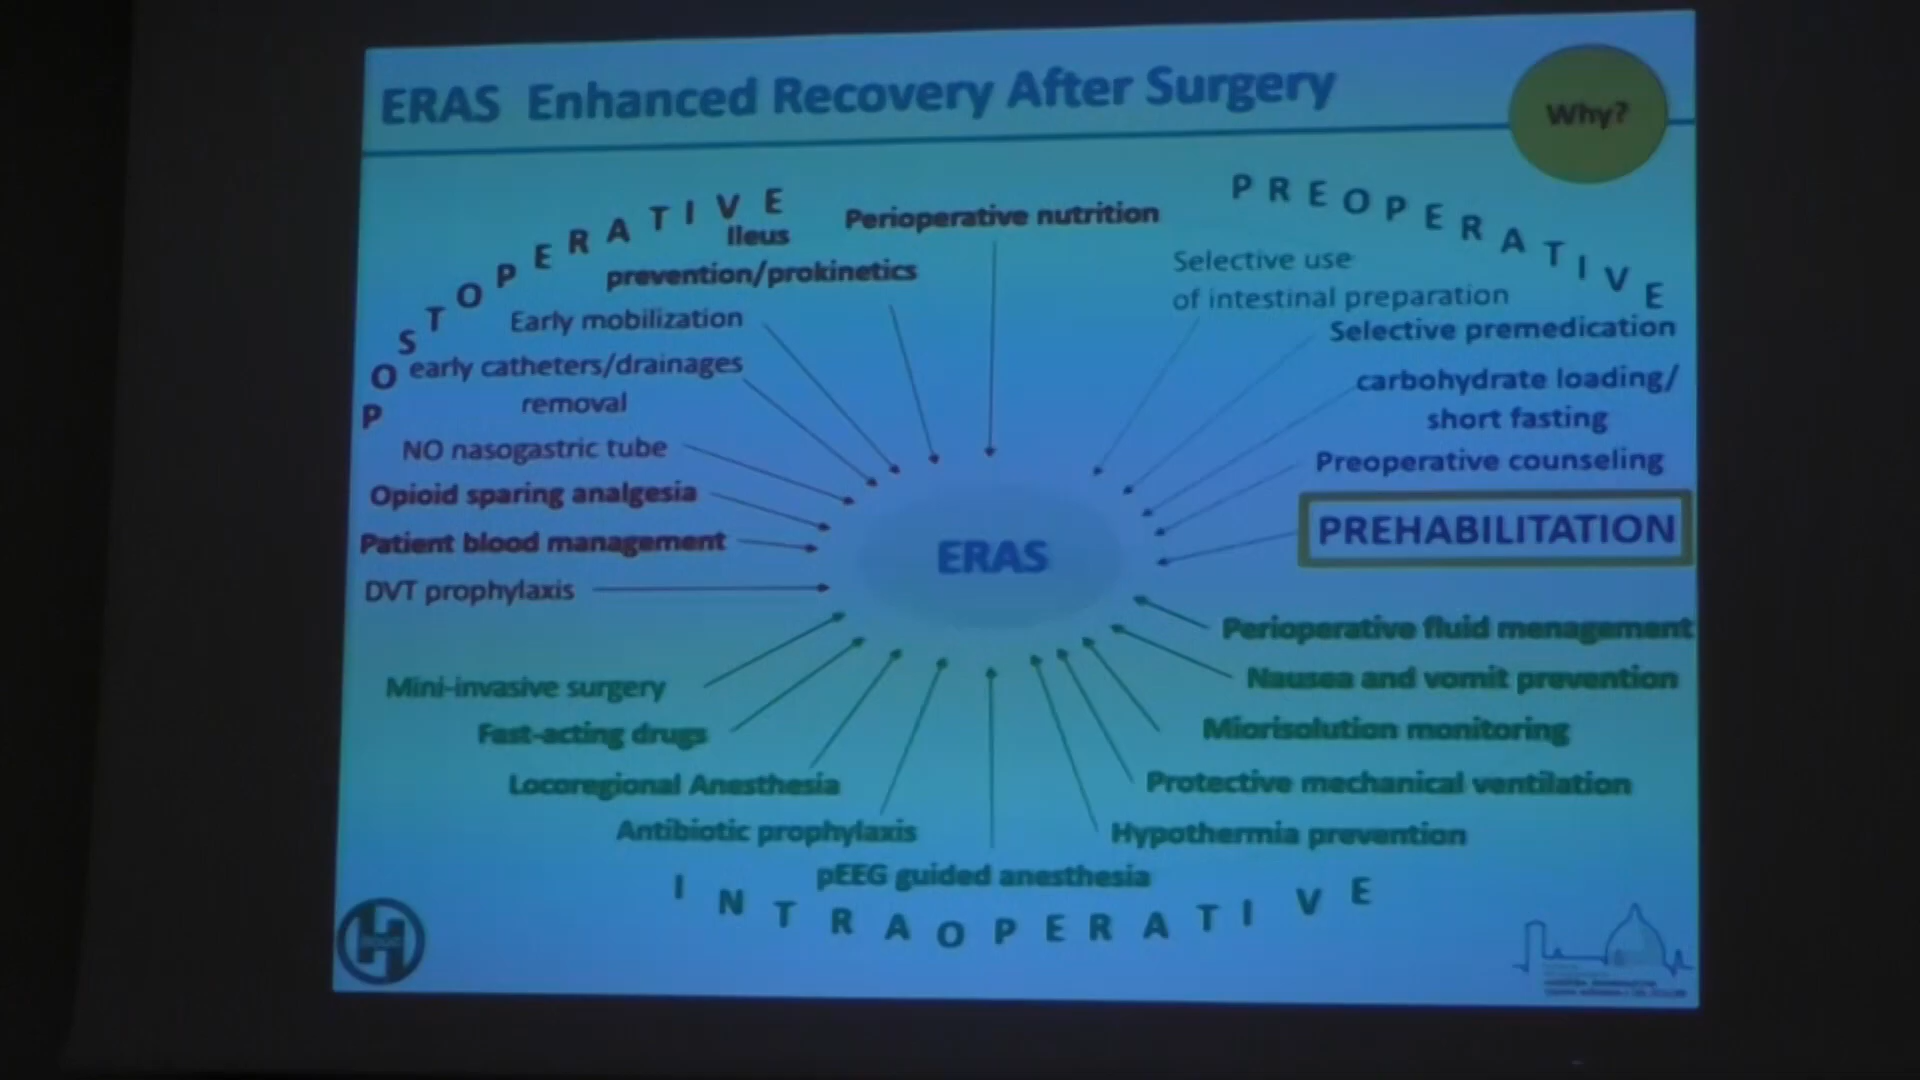 ERAS Enhanced Recovery After Surgery
Why?
POSTOPERATIVE
PREOPERATIVE
Perioperative nutrition
Ileus
prevention/prokinetics
Early mobilization
early catheters/drainages
removal
NO nasogastric tube
Opioid sparing analgesia
Patient blood management
DVT prophylaxis
Selective use
of intestinal preparation
Selective premedication
carbohydrate loading/
short fasting
Preoperative counseling
PREHABILITATION
ERAS
Mini-invasive surgery
Fast-acting drugs
Locoregional Anesthesia
Antibiotic prophylaxis
pEEG guided anesthesia
Perioperative fluid menagement
Nausea and vomit prevention
Miorisolution monitoring
Protective mechanical ventilation
Hypothermia prevention
INTRAOPERATIVE
H